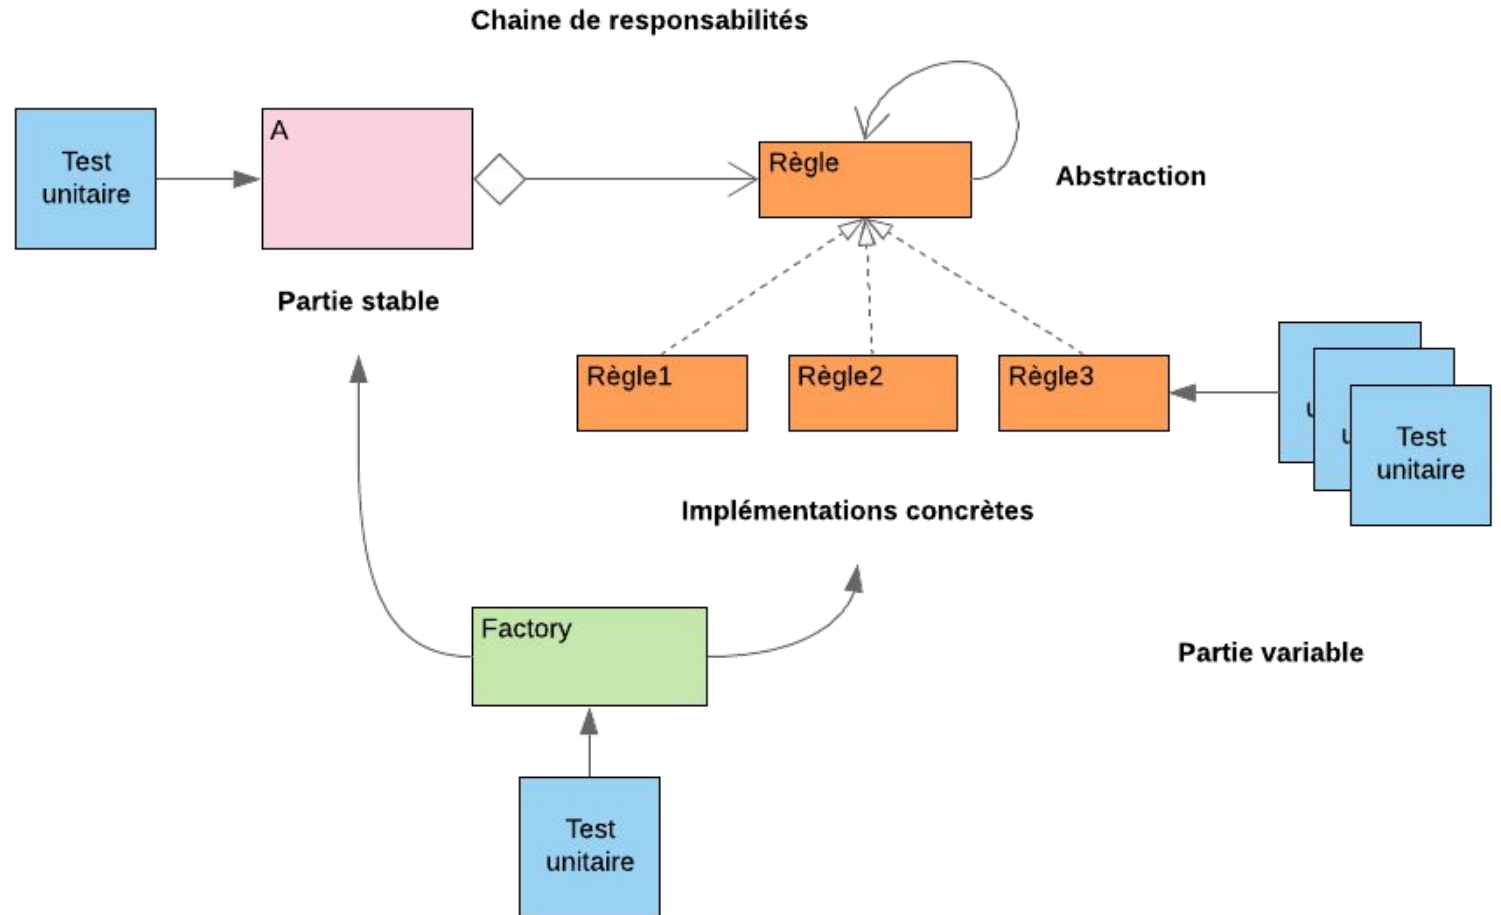 Chaine de responsabilités
Test
unitaire
A
Règle
Abstraction
Partie stable
Règle1
Règle2
Règle3
Test
unitaire
Implémentations concrètes
Factory
Partie variable
Test
unitaire